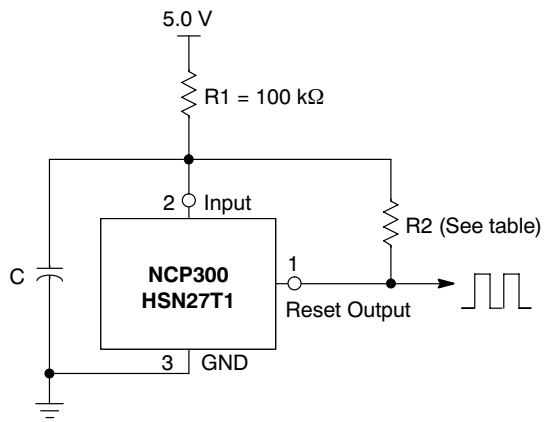 5.0 V
R1 = 100 kΩ
2 Input
R2 (See table)
C
NCP300
HSN27T1
1
Reset Output
3 GND